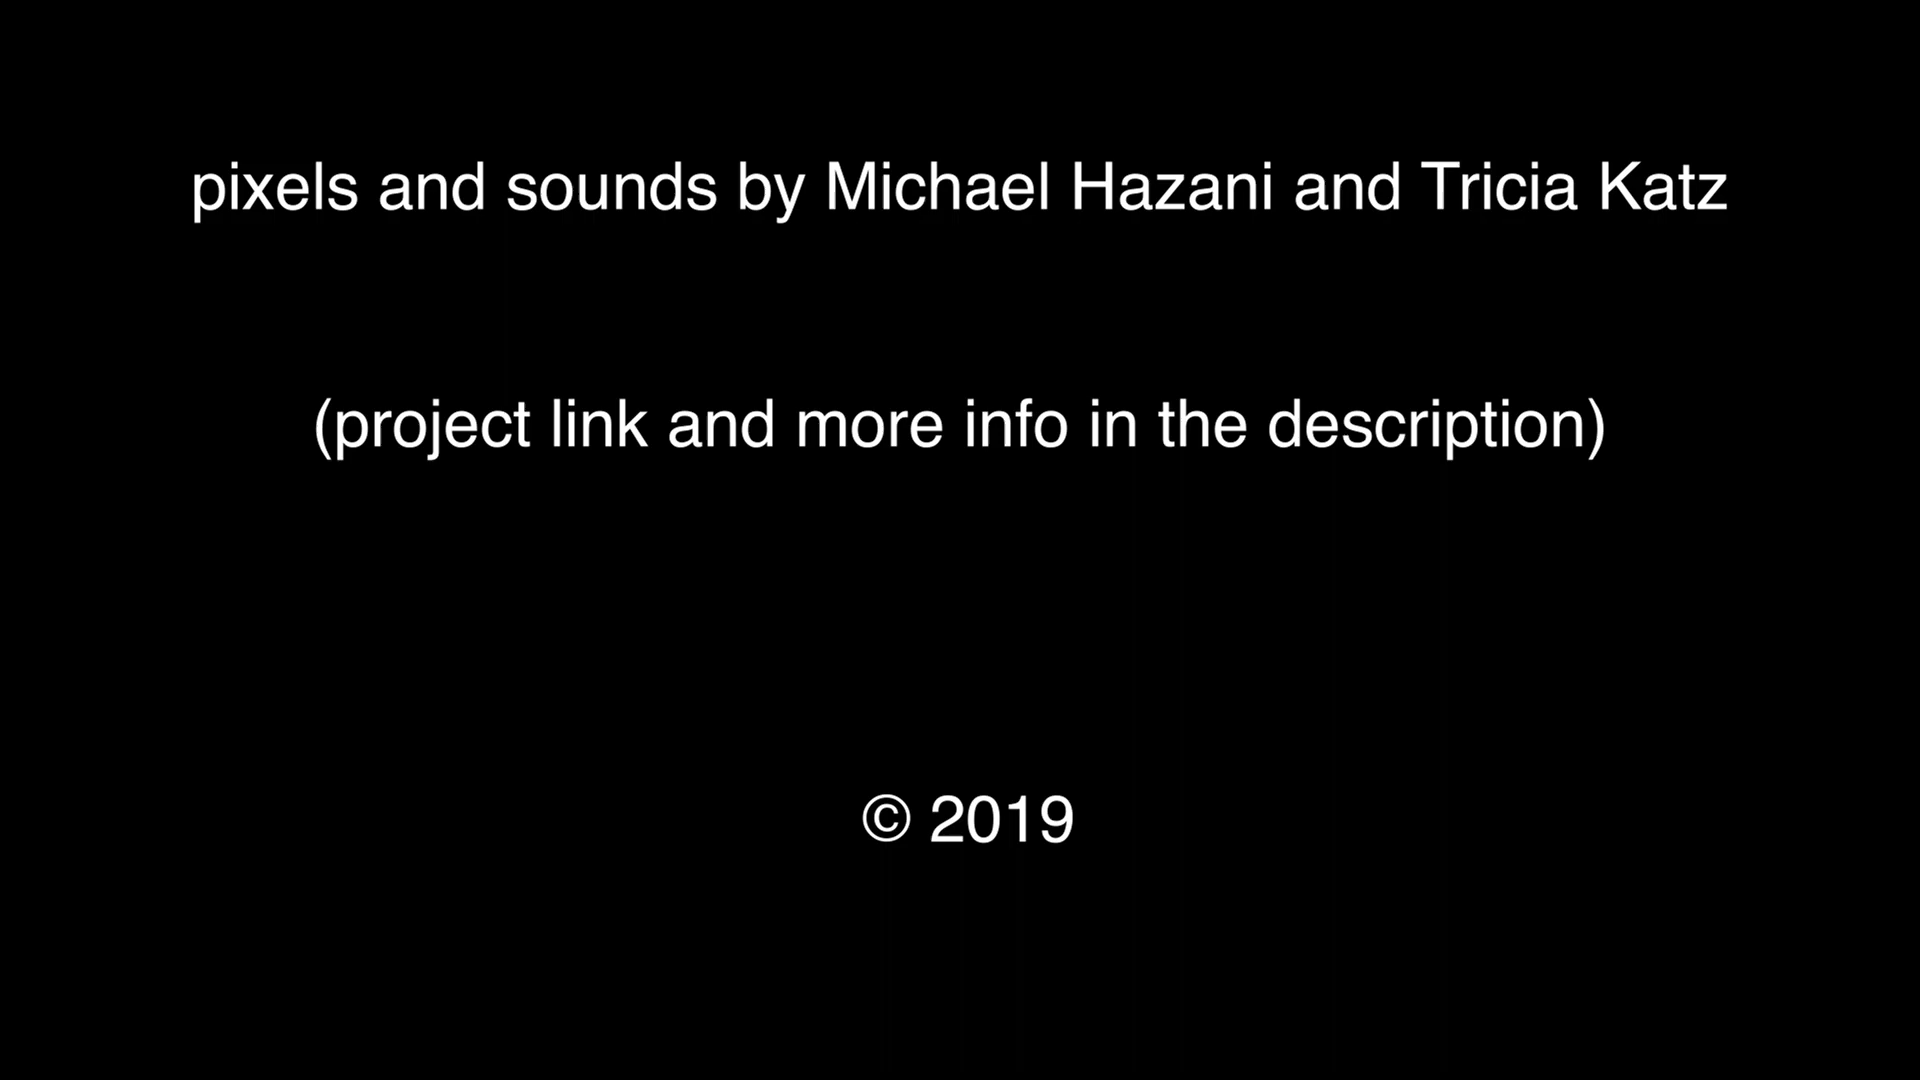 pixels and sounds by Michael Hazani and Tricia Katz
(project link and more info in the description)
© 2019